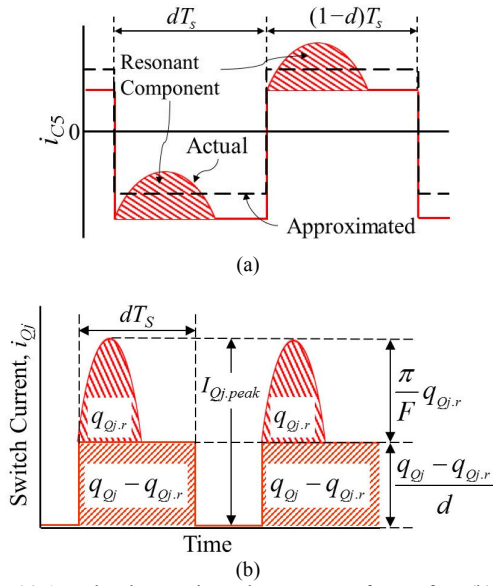 dT_s (1−d)T_s
Resonant
Component
i_C5 0
Actual
Approximated
(a)
dT_S
Switch Current, i_Qj
I_Qj.peak
π/F q_Qj.r
q_Qj.r q_Qj.r
q_Qj − q_Qj.r q_Qj − q_Qj.r
(q_Qj − q_Qj.r)/d
Time
(b)